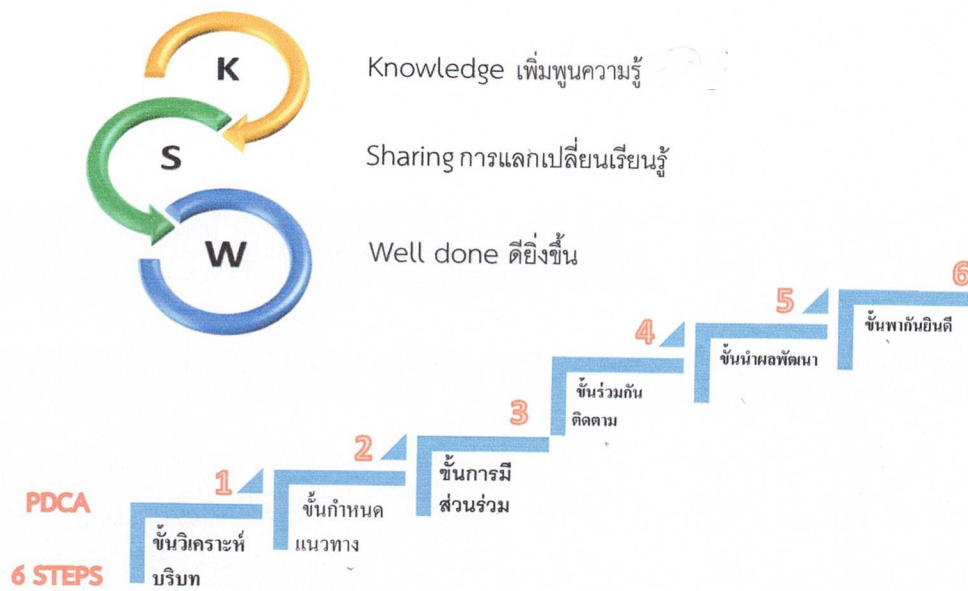 K
Knowledge เพิ่มพูนความรู้
S
Sharing การแลกเปลี่ยนเรียนรู้
W
Well done ดียิ่งขึ้น
PDCA
6 STEPS
1
ขั้นวิเคราะห์
บริบท
2
ขั้นกำหนด
แนวทาง
3
ขั้นการมี
ส่วนร่วม
4
ขั้นร่วมกัน
ติดตาม
5
ขั้นนำผลพัฒนา
6
ขั้นพากันยินดี